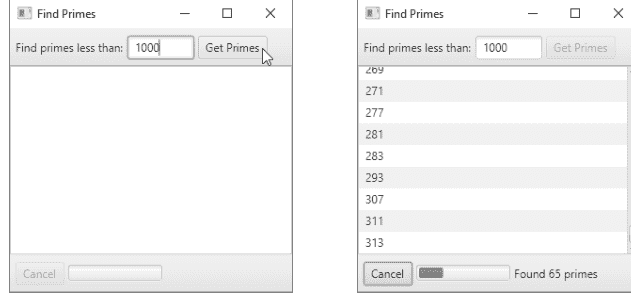 Find Primes
Find primes less than: 1000 Get Primes
Cancel
Find Primes
Find primes less than: 1000 Get Primes
269
271
277
281
283
293
307
311
313
Cancel Found 65 primes